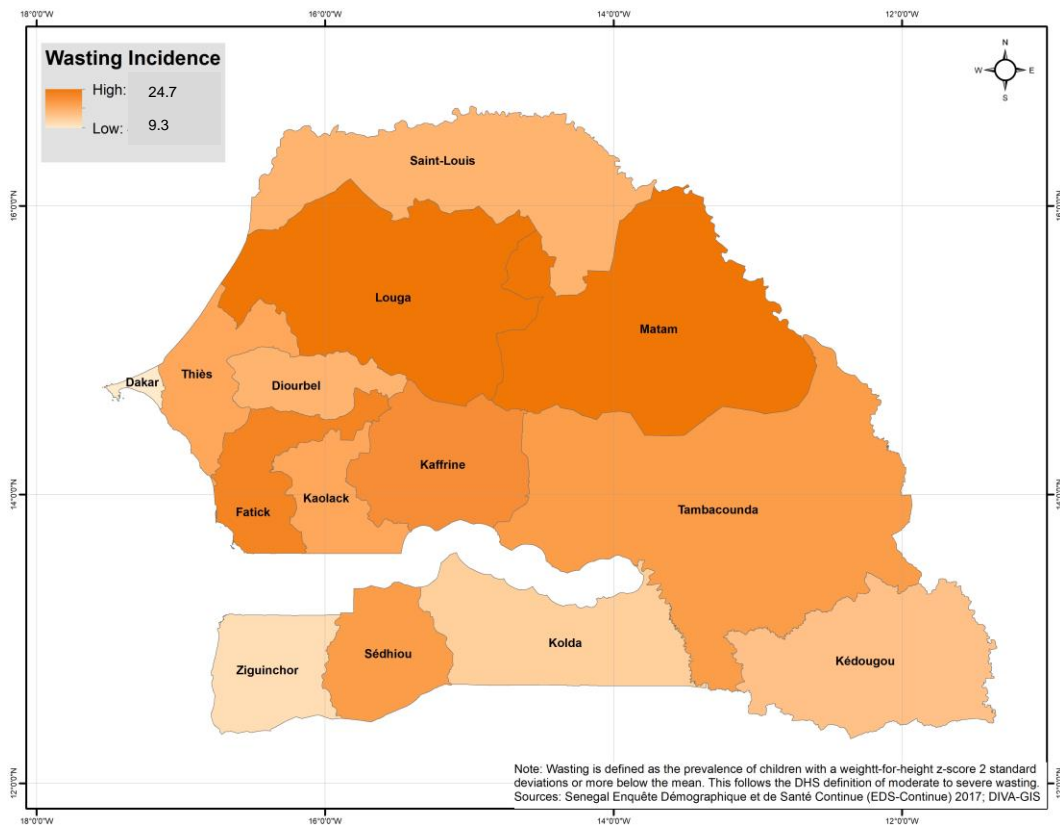 18°0'0"W 16°0'0"W 14°0'0"W 12°0'0"W
Wasting Incidence
High: 24.7
Low: 9.3
N
W E
S
Saint-Louis
16°0'0"N
Louga
Matam
Dakar
Thiès
Diourbel
Kaffrine
14°0'0"N
Kaolack
Fatick
Tambacounda
Kolda
Sédhiou
Kédougou
Ziguinchor
12°0'0"N
Note: Wasting is defined as the prevalence of children with a weightt-for-height z-score 2 standard
deviations or more below the mean. This follows the DHS definition of moderate to severe wasting.
Sources: Senegal Enquête Démographique et de Santé Continue (EDS-Continue) 2017; DIVA-GIS
18°0'0"W 16°0'0"W 14°0'0"W 12°0'0"W